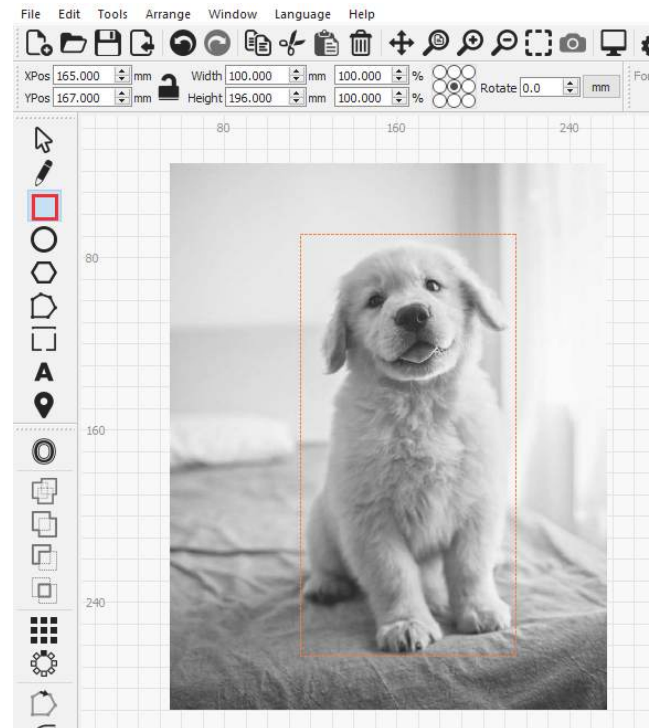 File Edit Tools Arrange Window Language Help
XPos 165.000 mm Width 100.000 mm 100.000 % Rotate 0.0 mm
YPos 167.000 mm Height 196.000 mm 100.000 %
80 160 240
80
A
160
240